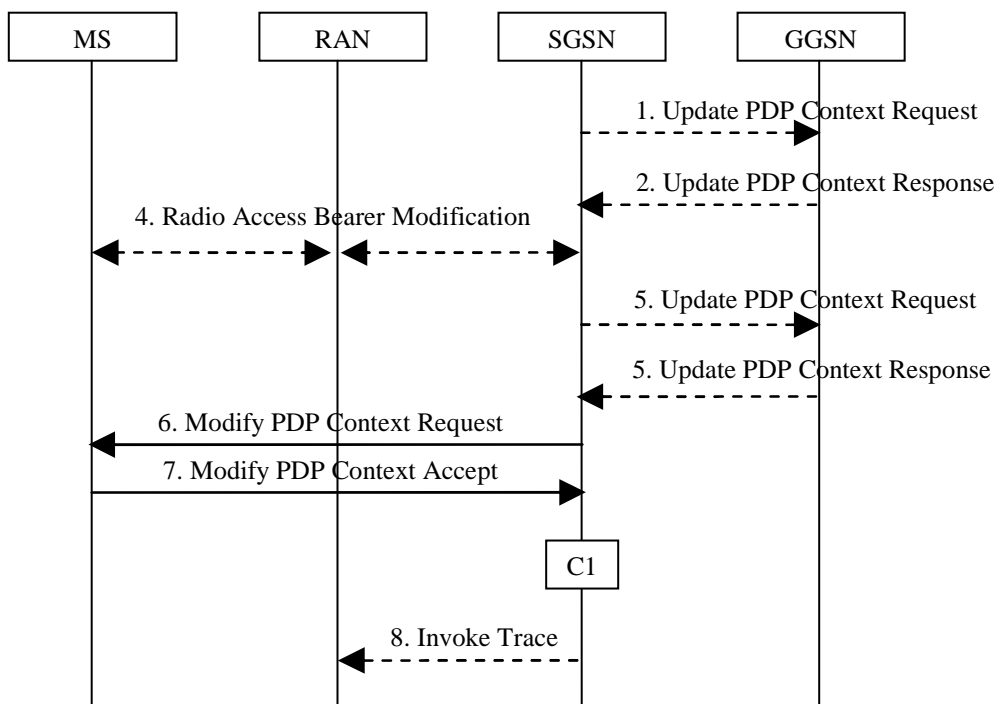 MS
RAN
SGSN
GGSN
1. Update PDP Context Request
2. Update PDP Context Response
4. Radio Access Bearer Modification
5. Update PDP Context Request
5. Update PDP Context Response
6. Modify PDP Context Request
7. Modify PDP Context Accept
C1
8. Invoke Trace